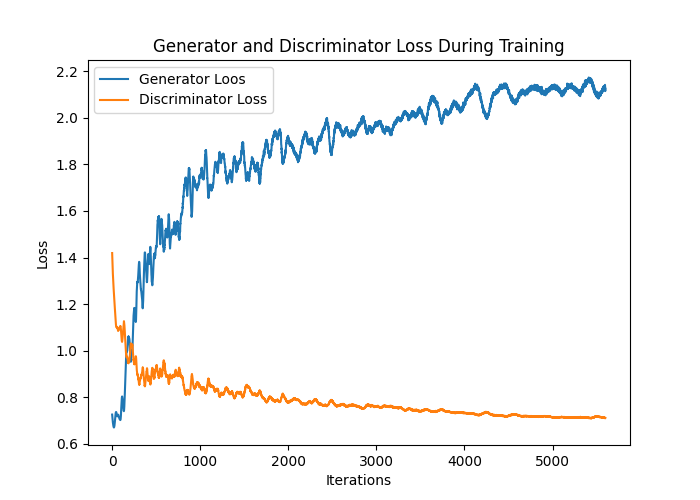 Generator and Discriminator Loss During Training
Generator Loos
Discriminator Loss
Loss
2.2
2.0
1.8
1.6
1.4
1.2
1.0
0.8
0.6
0 1000 2000 3000 4000 5000
Iterations